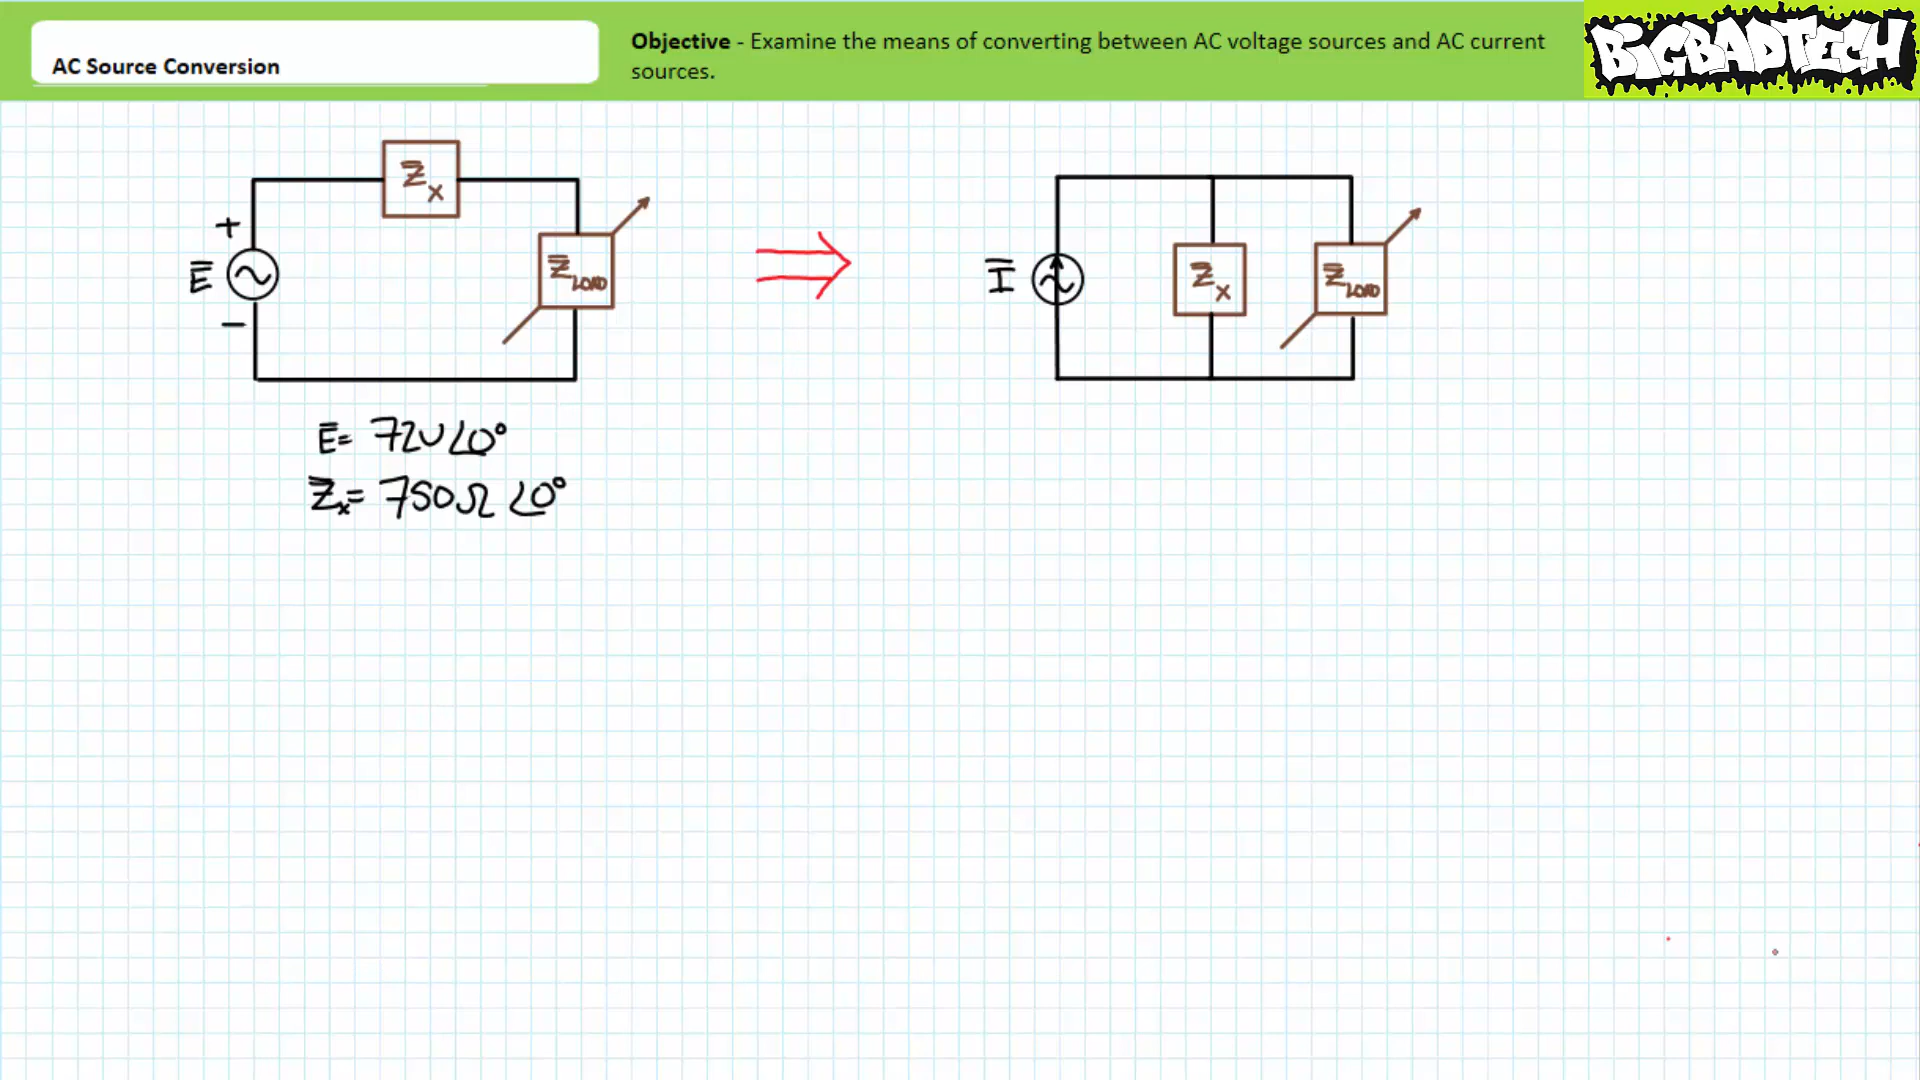 AC Source Conversion
Objective - Examine the means of converting between AC voltage sources and AC current
sources.
BIGBADTECH
Z̅x
+
E̅
−
Z̅LOAD
I̅
Z̅x
Z̅LOAD
E̅= 72V∠0°
Z̅x= 750Ω∠0°